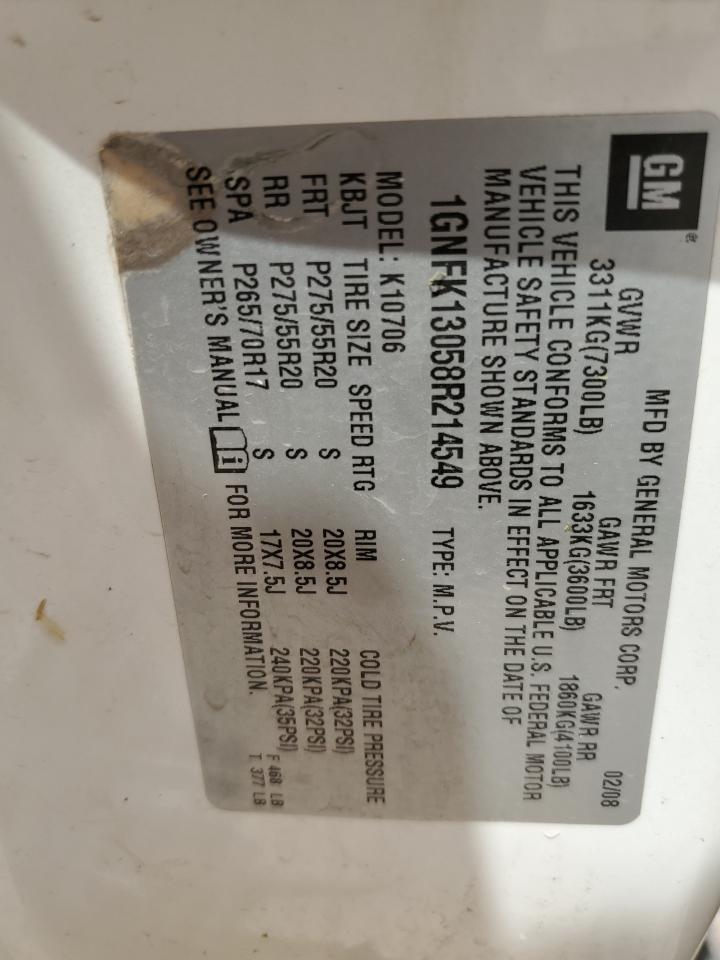 GM®
MFD BY GENERAL MOTORS CORP. 02/08
GVWR GAWR FRT GAWR RR
3311KG(7300LB) 1633KG(3600LB) 1860KG(4100LB)
THIS VEHICLE CONFORMS TO ALL APPLICABLE U.S. FEDERAL MOTOR
VEHICLE SAFETY STANDARDS IN EFFECT ON THE DATE OF
MANUFACTURE SHOWN ABOVE.
1GNFK13058R214549 TYPE: M.P.V.
MODEL: K10706
KBJT TIRE SIZE SPEED RTG RIM COLD TIRE PRESSURE
FRT P275/55R20 S 20X8.5J 220KPA(32PSI)
RR P275/55R20 S 20X8.5J 220KPA(32PSI)
SPA P265/70R17 S 17X7.5J 240KPA(35PSI)
SEE OWNER'S MANUAL i FOR MORE INFORMATION.
F 468 LB
T 377 LB